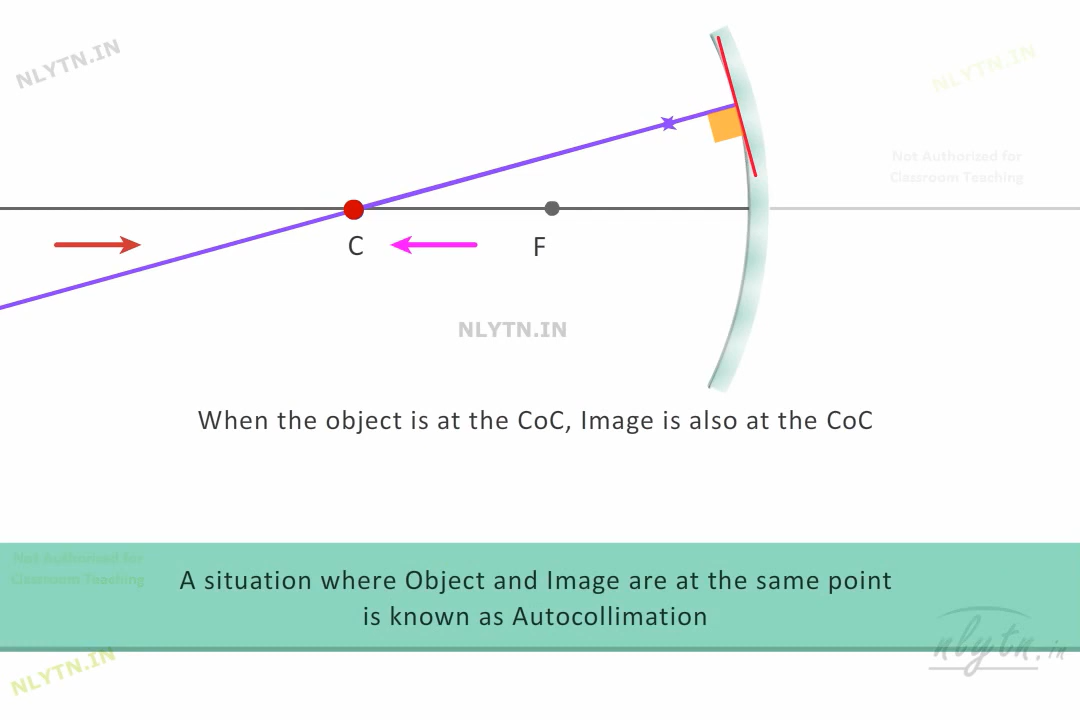 NLYTN.IN
NLYTN.IN
Not Authorized for
Classroom Teaching
C
F
NLYTN.IN
When the object is at the CoC, Image is also at the CoC
Not Authorized for
Classroom Teaching
A situation where Object and Image are at the same point
is known as Autocollimation
nlytn.in
NLYTN.IN